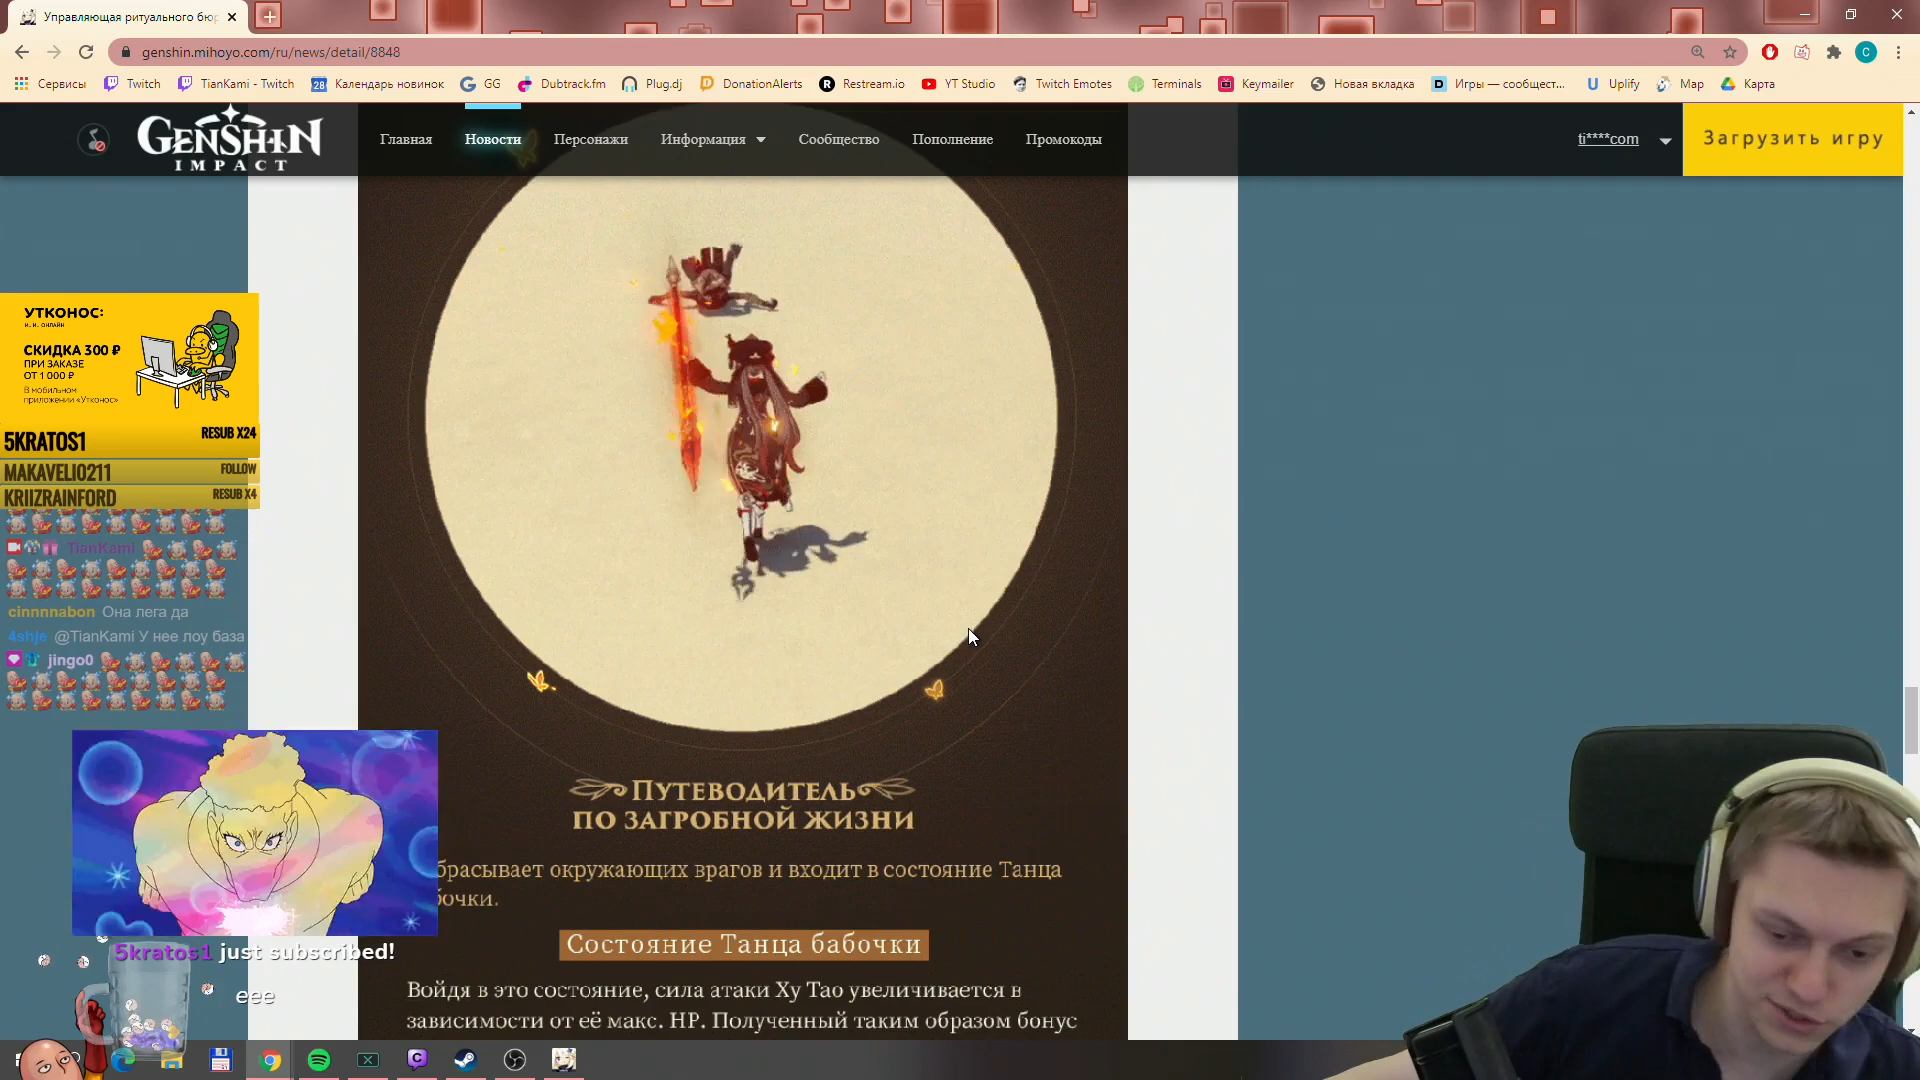 Управляющая ритуального бюр
genshin.mihoyo.com/ru/news/detail/8848
Сервисы
Twitch
TianKami - Twitch
28
Календарь новинок
GG
Dubtrack.fm
Plug.dj
DonationAlerts
Restream.io
YT Studio
Twitch Emotes
Terminals
Keymailer
Новая вкладка
Игры — сообщест...
Uplify
Map
Карта
GENSHIN
IMPACT
Главная
Новости
Персонажи
Информация
Сообщество
Пополнение
Промокоды
ti****com
Загрузить игру
УТКОНОС:
СКИДКА 300 ₽
ПРИ ЗАКАЗЕ
ОТ 1 000 ₽
В мобильном
приложении «Утконос»
5KRATOS1 RESUB X24
MAKAVELI0211 FOLLOW
KRIIZRAINFORD RESUB X4
TianKami
cinnnnabon Она лега да
4shje @TianKami У нее лоу база
jingo0
5kratos1 just subscribed!
eee
ПУТЕВОДИТЕЛЬ
ПО ЗАГРОБНОЙ ЖИЗНИ
брасывает окружающих врагов и входит в состояние Танца
бочки.
Состояние Танца бабочки
Войдя в это состояние, сила атаки Ху Тао увеличивается в
зависимости от её макс. HP. Полученный таким образом бонус